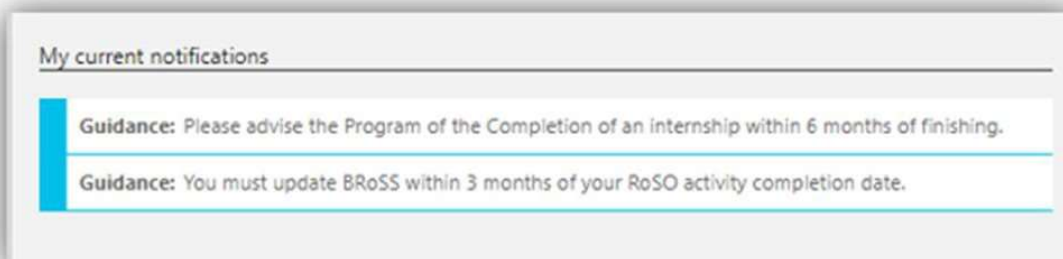 My current notifications
Guidance: Please advise the Program of the Completion of an internship within 6 months of finishing.
Guidance: You must update BRoSS within 3 months of your RoSO activity completion date.